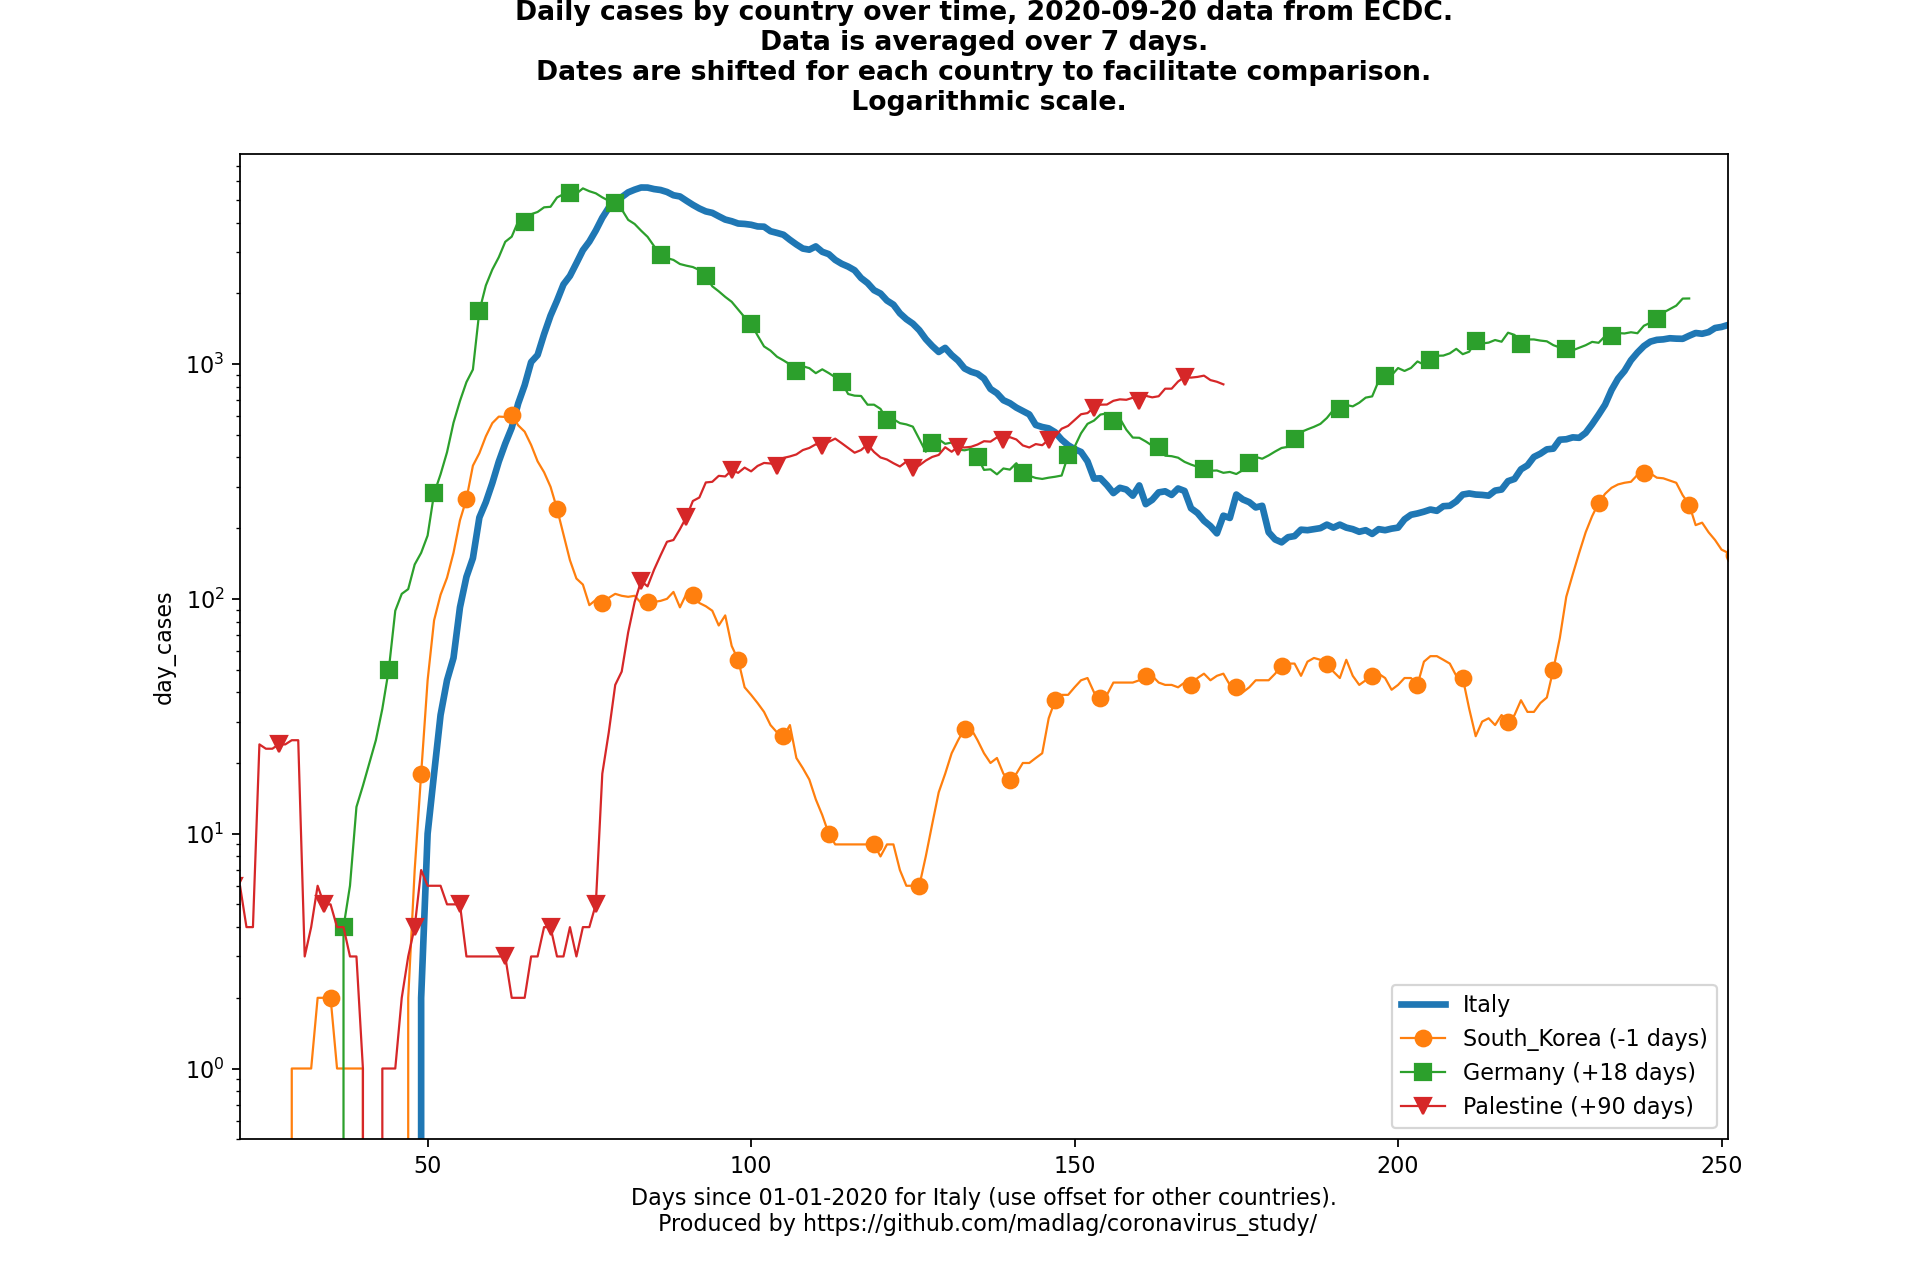 Daily cases by country over time, 2020-09-20 data from ECDC.
Data is averaged over 7 days.
Dates are shifted for each country to facilitate comparison.
Logarithmic scale.
10³
10²
10¹
10⁰
day_cases
50
100
150
200
250
Italy
South_Korea (-1 days)
Germany (+18 days)
Palestine (+90 days)
Days since 01-01-2020 for Italy (use offset for other countries).
Produced by https://github.com/madlag/coronavirus_study/